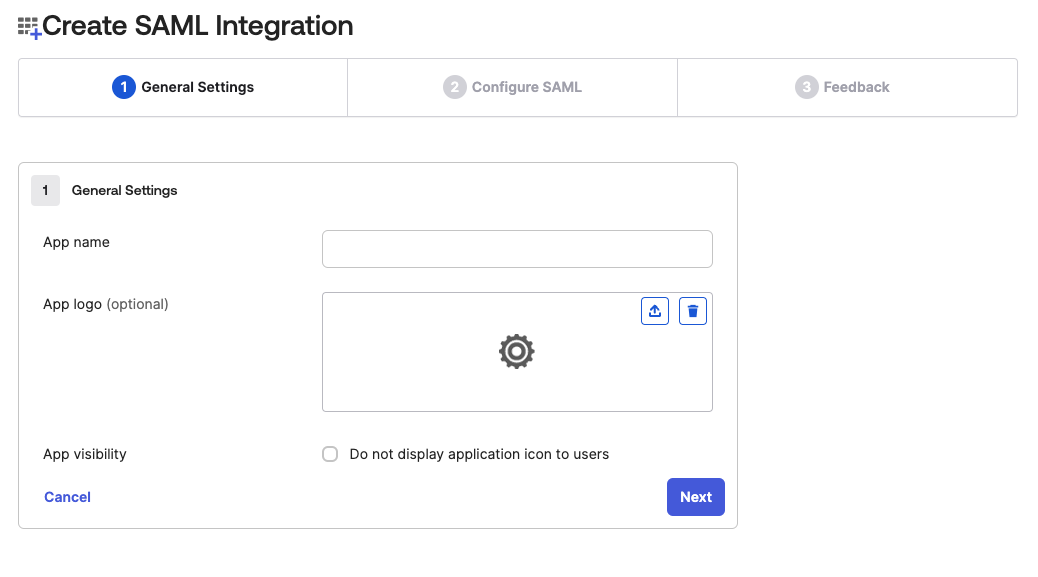 Create SAML Integration
1 General Settings
2 Configure SAML
3 Feedback
1 General Settings
App name
App logo (optional)
App visibility
Do not display application icon to users
Cancel
Next